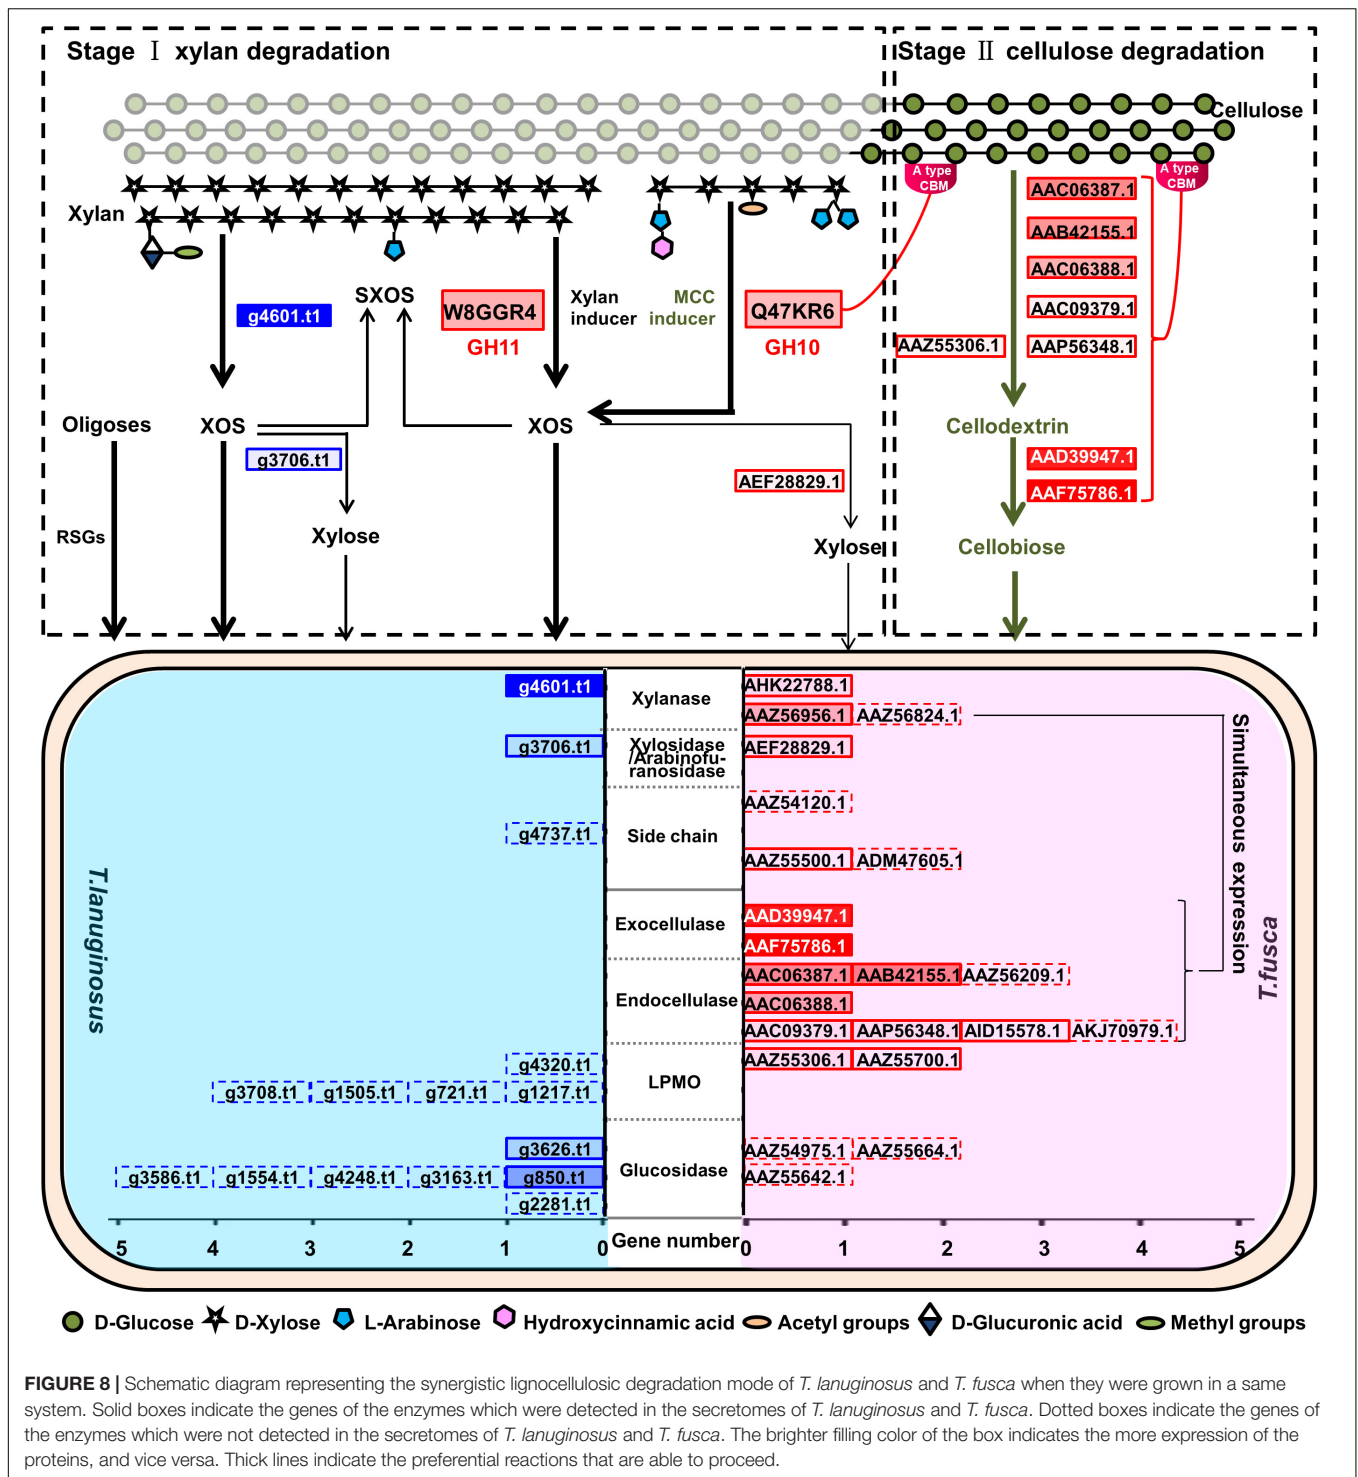 Stage Ⅰ xylan degradation
Stage Ⅱ cellulose degradation
Cellulose
A type
CBM
A type
CBM
Xylan
AAC06387.1
AAB42155.1
AAC06388.1
AAC09379.1
AAZ55306.1
AAP56348.1
g4601.t1
SXOS
W8GGR4
GH11
Xylan
inducer
MCC
inducer
Q47KR6
GH10
Oligoses
XOS
XOS
Cellodextrin
g3706.t1
AEF28829.1
AAD39947.1
AAF75786.1
RSGs
Xylose
Xylose
Cellobiose
g4601.t1
Xylanase
AHK22788.1
AAZ56956.1
AAZ56824.1
g3706.t1
Xylosidase
/Arabinofu-
ranosidase
AEF28829.1
AAZ54120.1
g4737.t1
Side chain
AAZ55500.1
ADM47605.1
Exocellulase
AAD39947.1
AAF75786.1
Endocellulase
AAC06387.1
AAB42155.1
AAZ56209.1
AAC06388.1
AAC09379.1
AAP56348.1
AID15578.1
AKJ70979.1
g4320.t1
g3708.t1
g1505.t1
g721.t1
g1217.t1
LPMO
AAZ55306.1
AAZ55700.1
g3626.t1
g3586.t1
g1554.t1
g4248.t1
g3163.t1
g850.t1
g2281.t1
Glucosidase
AAZ54975.1
AAZ55664.1
AAZ55642.1
T.lanuginosus
Simultaneous expression
T.fusca
5 4 3 2 1 0
Gene number
0 1 2 3 4 5
D-Glucose D-Xylose L-Arabinose Hydroxycinnamic acid Acetyl groups D-Glucuronic acid Methyl groups
FIGURE 8 | Schematic diagram representing the synergistic lignocellulosic degradation mode of T. lanuginosus and T. fusca when they were grown in a same
system. Solid boxes indicate the genes of the enzymes which were detected in the secretomes of T. lanuginosus and T. fusca. Dotted boxes indicate the genes of
the enzymes which were not detected in the secretomes of T. lanuginosus and T. fusca. The brighter filling color of the box indicates the more expression of the
proteins, and vice versa. Thick lines indicate the preferential reactions that are able to proceed.